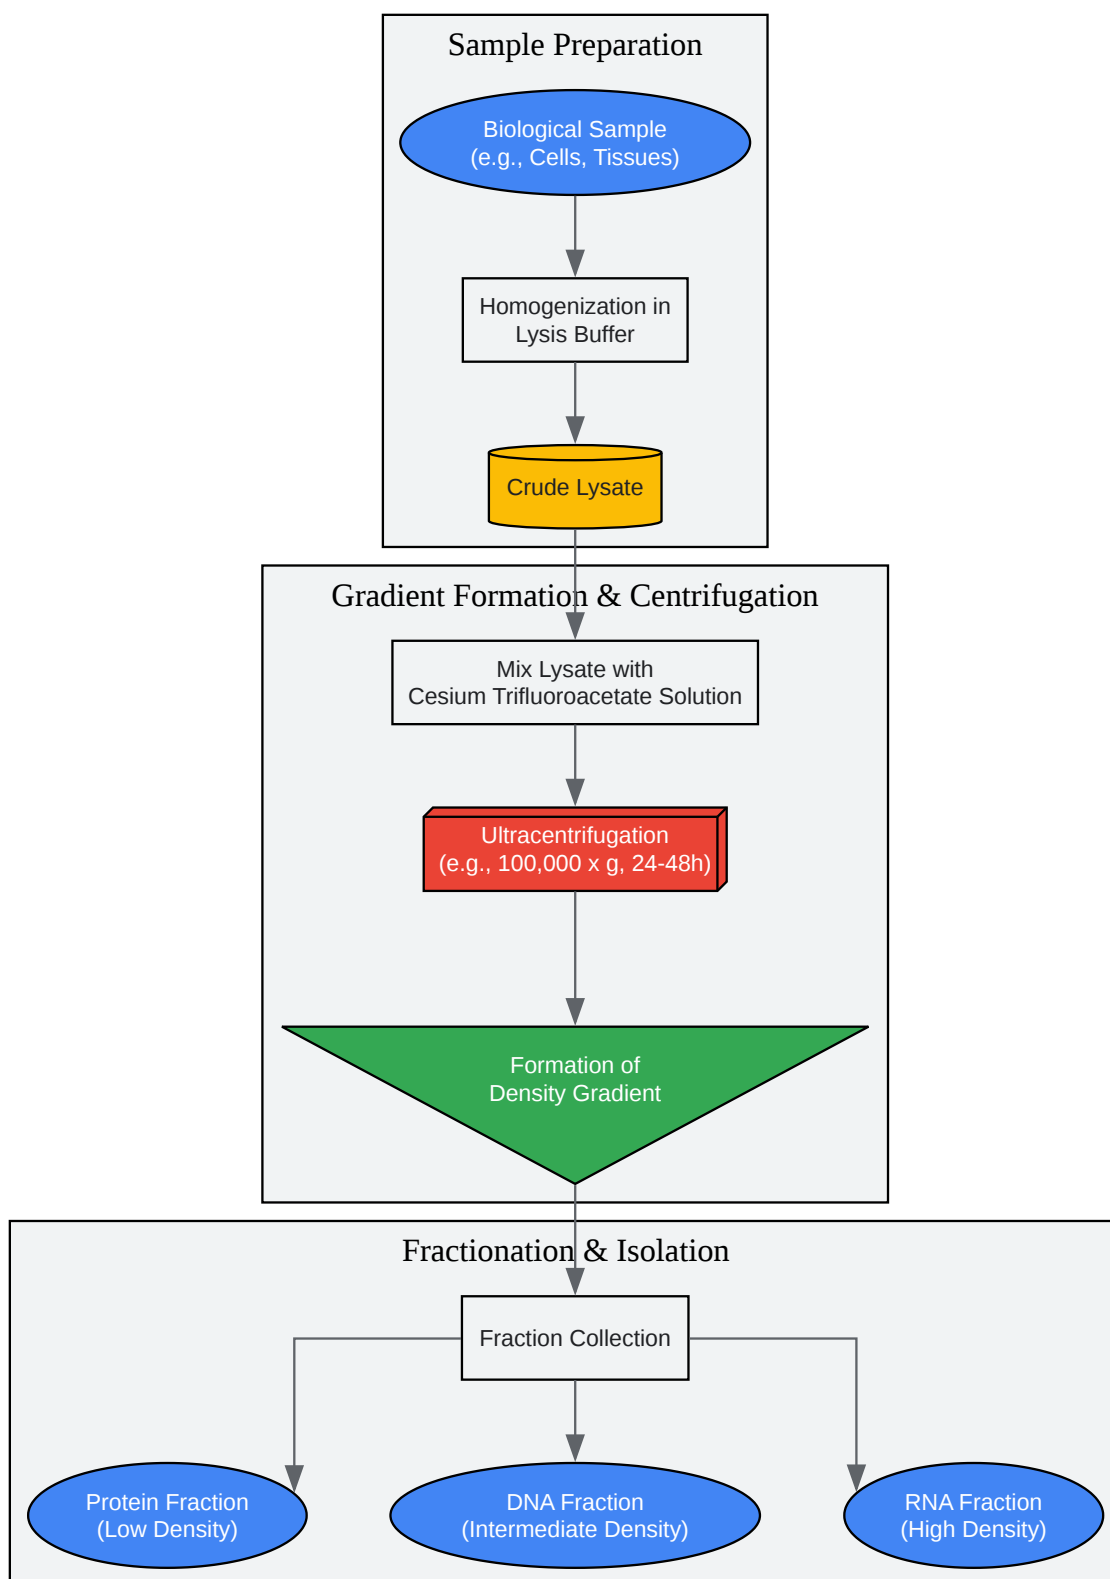 Sample Preparation
Biological Sample
(e.g., Cells, Tissues)
Homogenization in
Lysis Buffer
Crude Lysate
Gradient Formation & Centrifugation
Mix Lysate with
Cesium Trifluoroacetate Solution
Ultracentrifugation
(e.g., 100,000 x g, 24-48h)
Formation of
Density Gradient
Fractionation & Isolation
Fraction Collection
Protein Fraction
(Low Density)
DNA Fraction
(Intermediate Density)
RNA Fraction
(High Density)